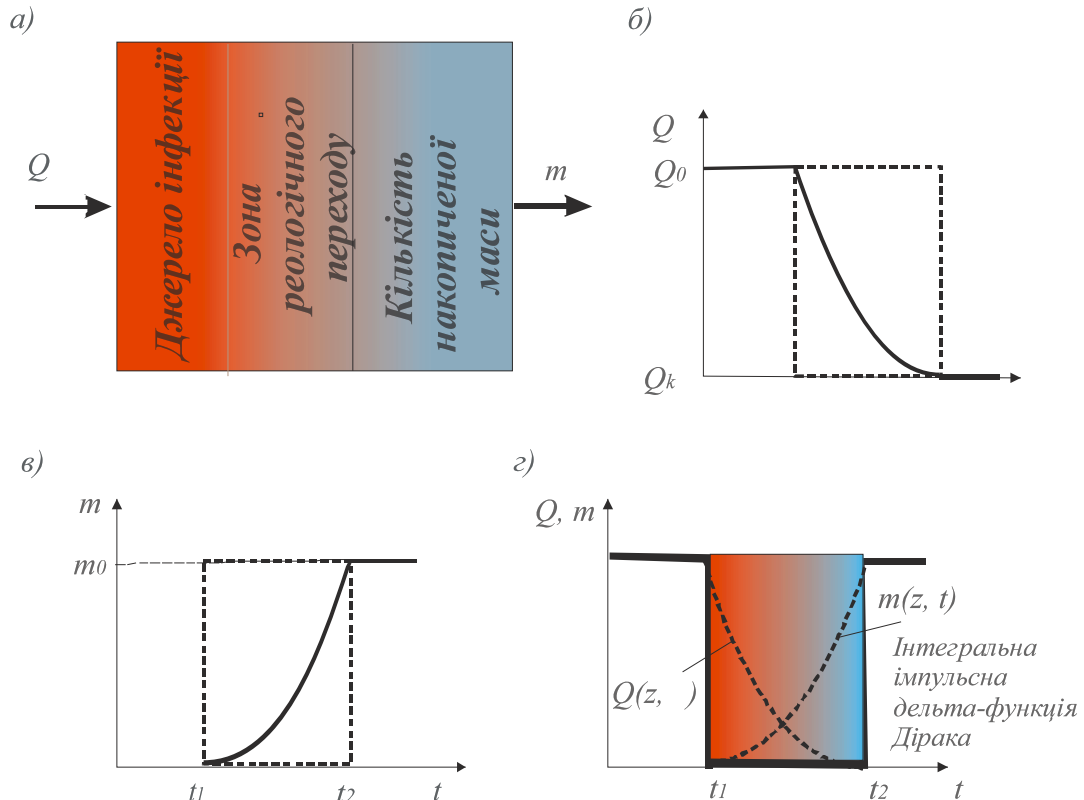 а)
Q
Джерело інфекції
Зона
реологічного
переходу
Кількість
накопиченої
маси
m
б)
Q
Q0
Qk
в)
m
m0
t1
t2
t
г)
Q, m
m(z, t)
Q(z, )
Інтегральна
імпульсна
дельта-функція
Дірака
t1
t2
t